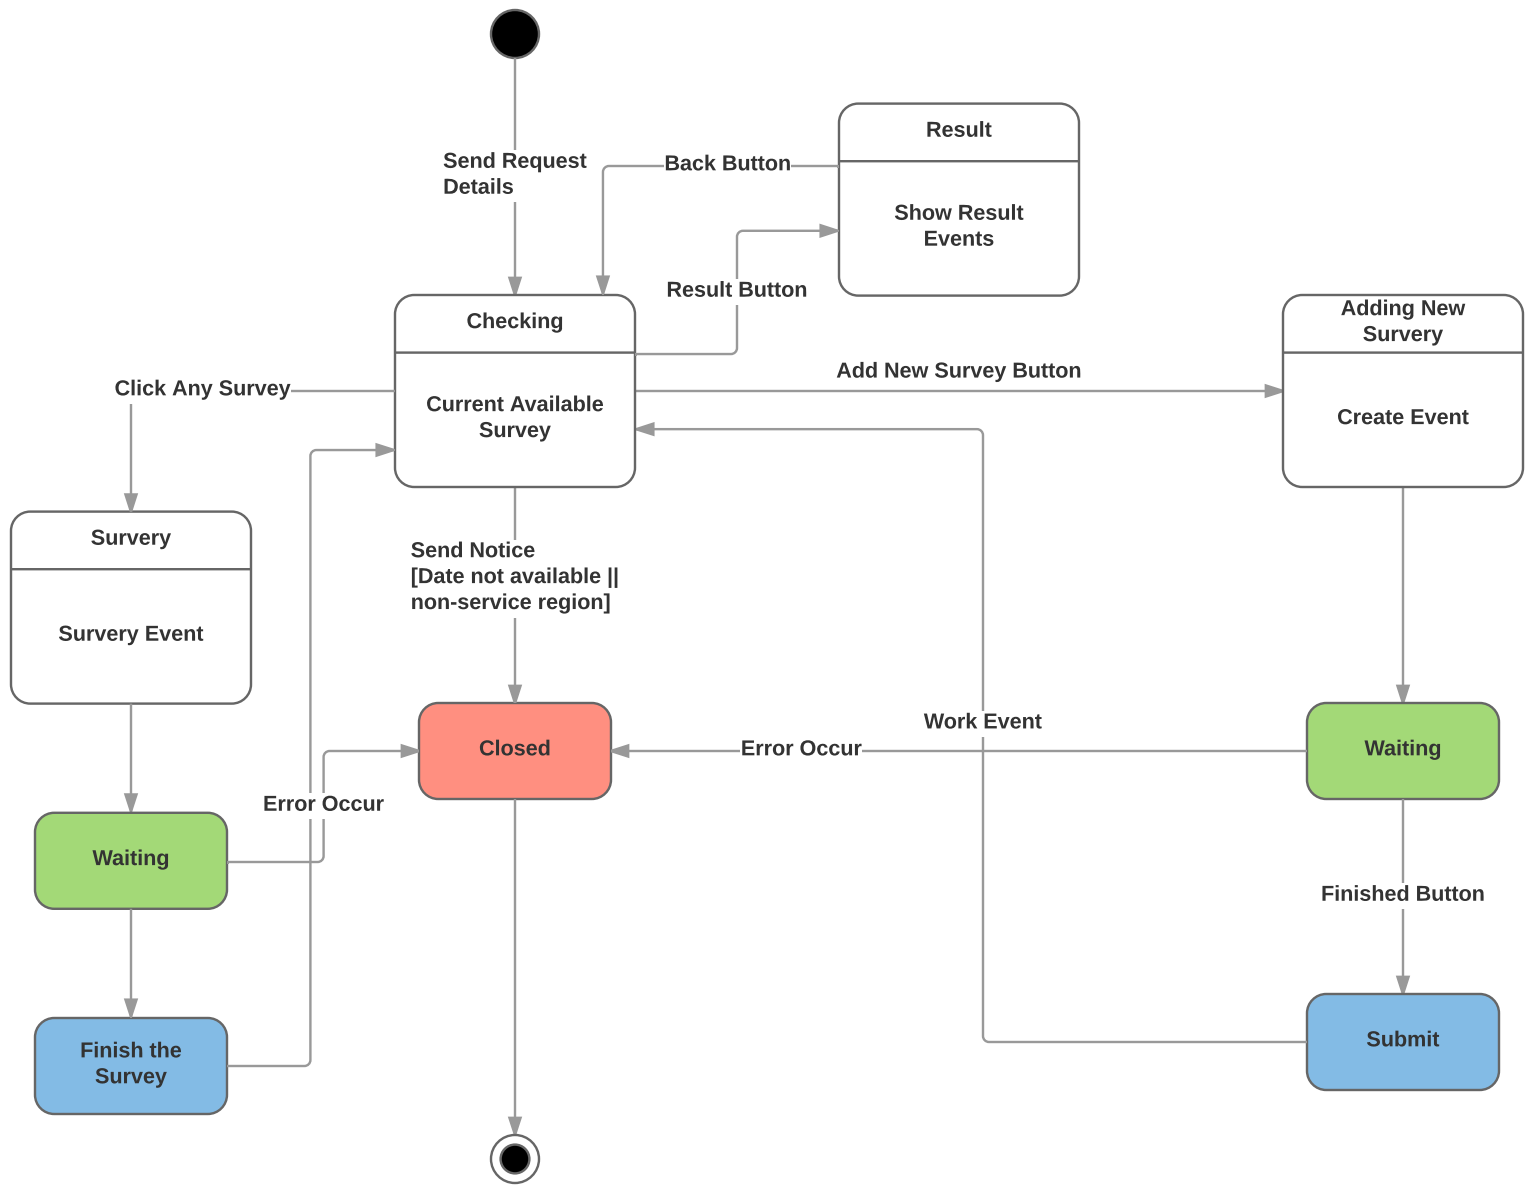 Send Request
Details
Result
Back Button
Show Result
Events
Result Button
Checking
Current Available
Survey
Adding New
Survery
Create Event
Add New Survey Button
Click Any Survey
Survery
Survery Event
Send Notice
[Date not available ||
non-service region]
Closed
Work Event
Error Occur
Waiting
Error Occur
Waiting
Finished Button
Finish the
Survey
Submit